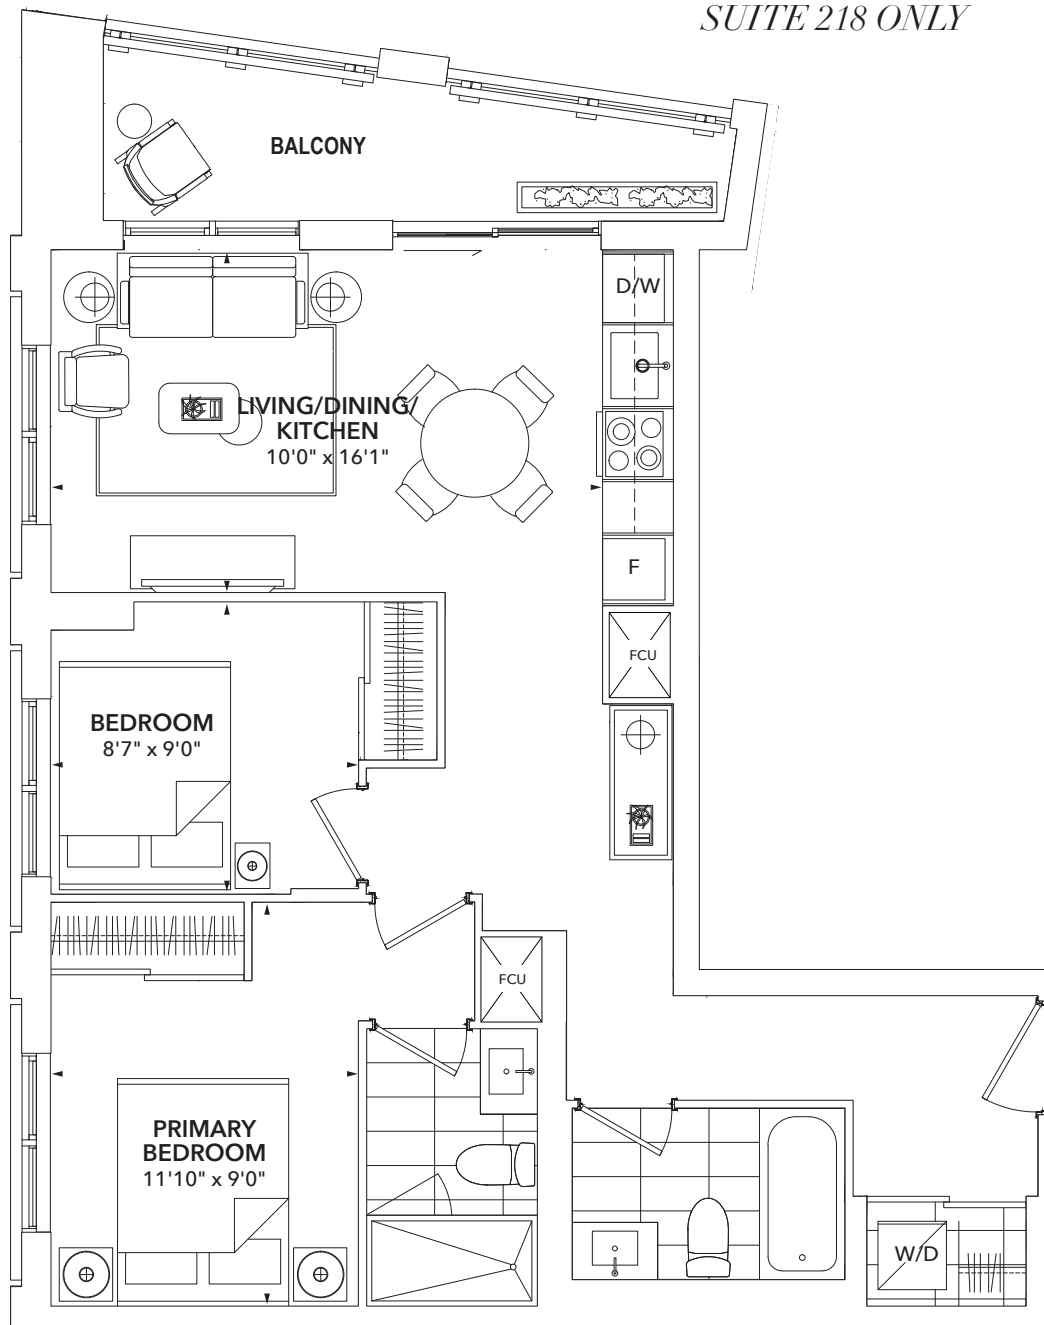 SUITE 218 ONLY
BALCONY
D/W
LIVING/DINING/
KITCHEN
10'0" x 16'1"
F
FCU
BEDROOM
8'7" x 9'0"
FCU
PRIMARY
BEDROOM
11'10" x 9'0"
W/D